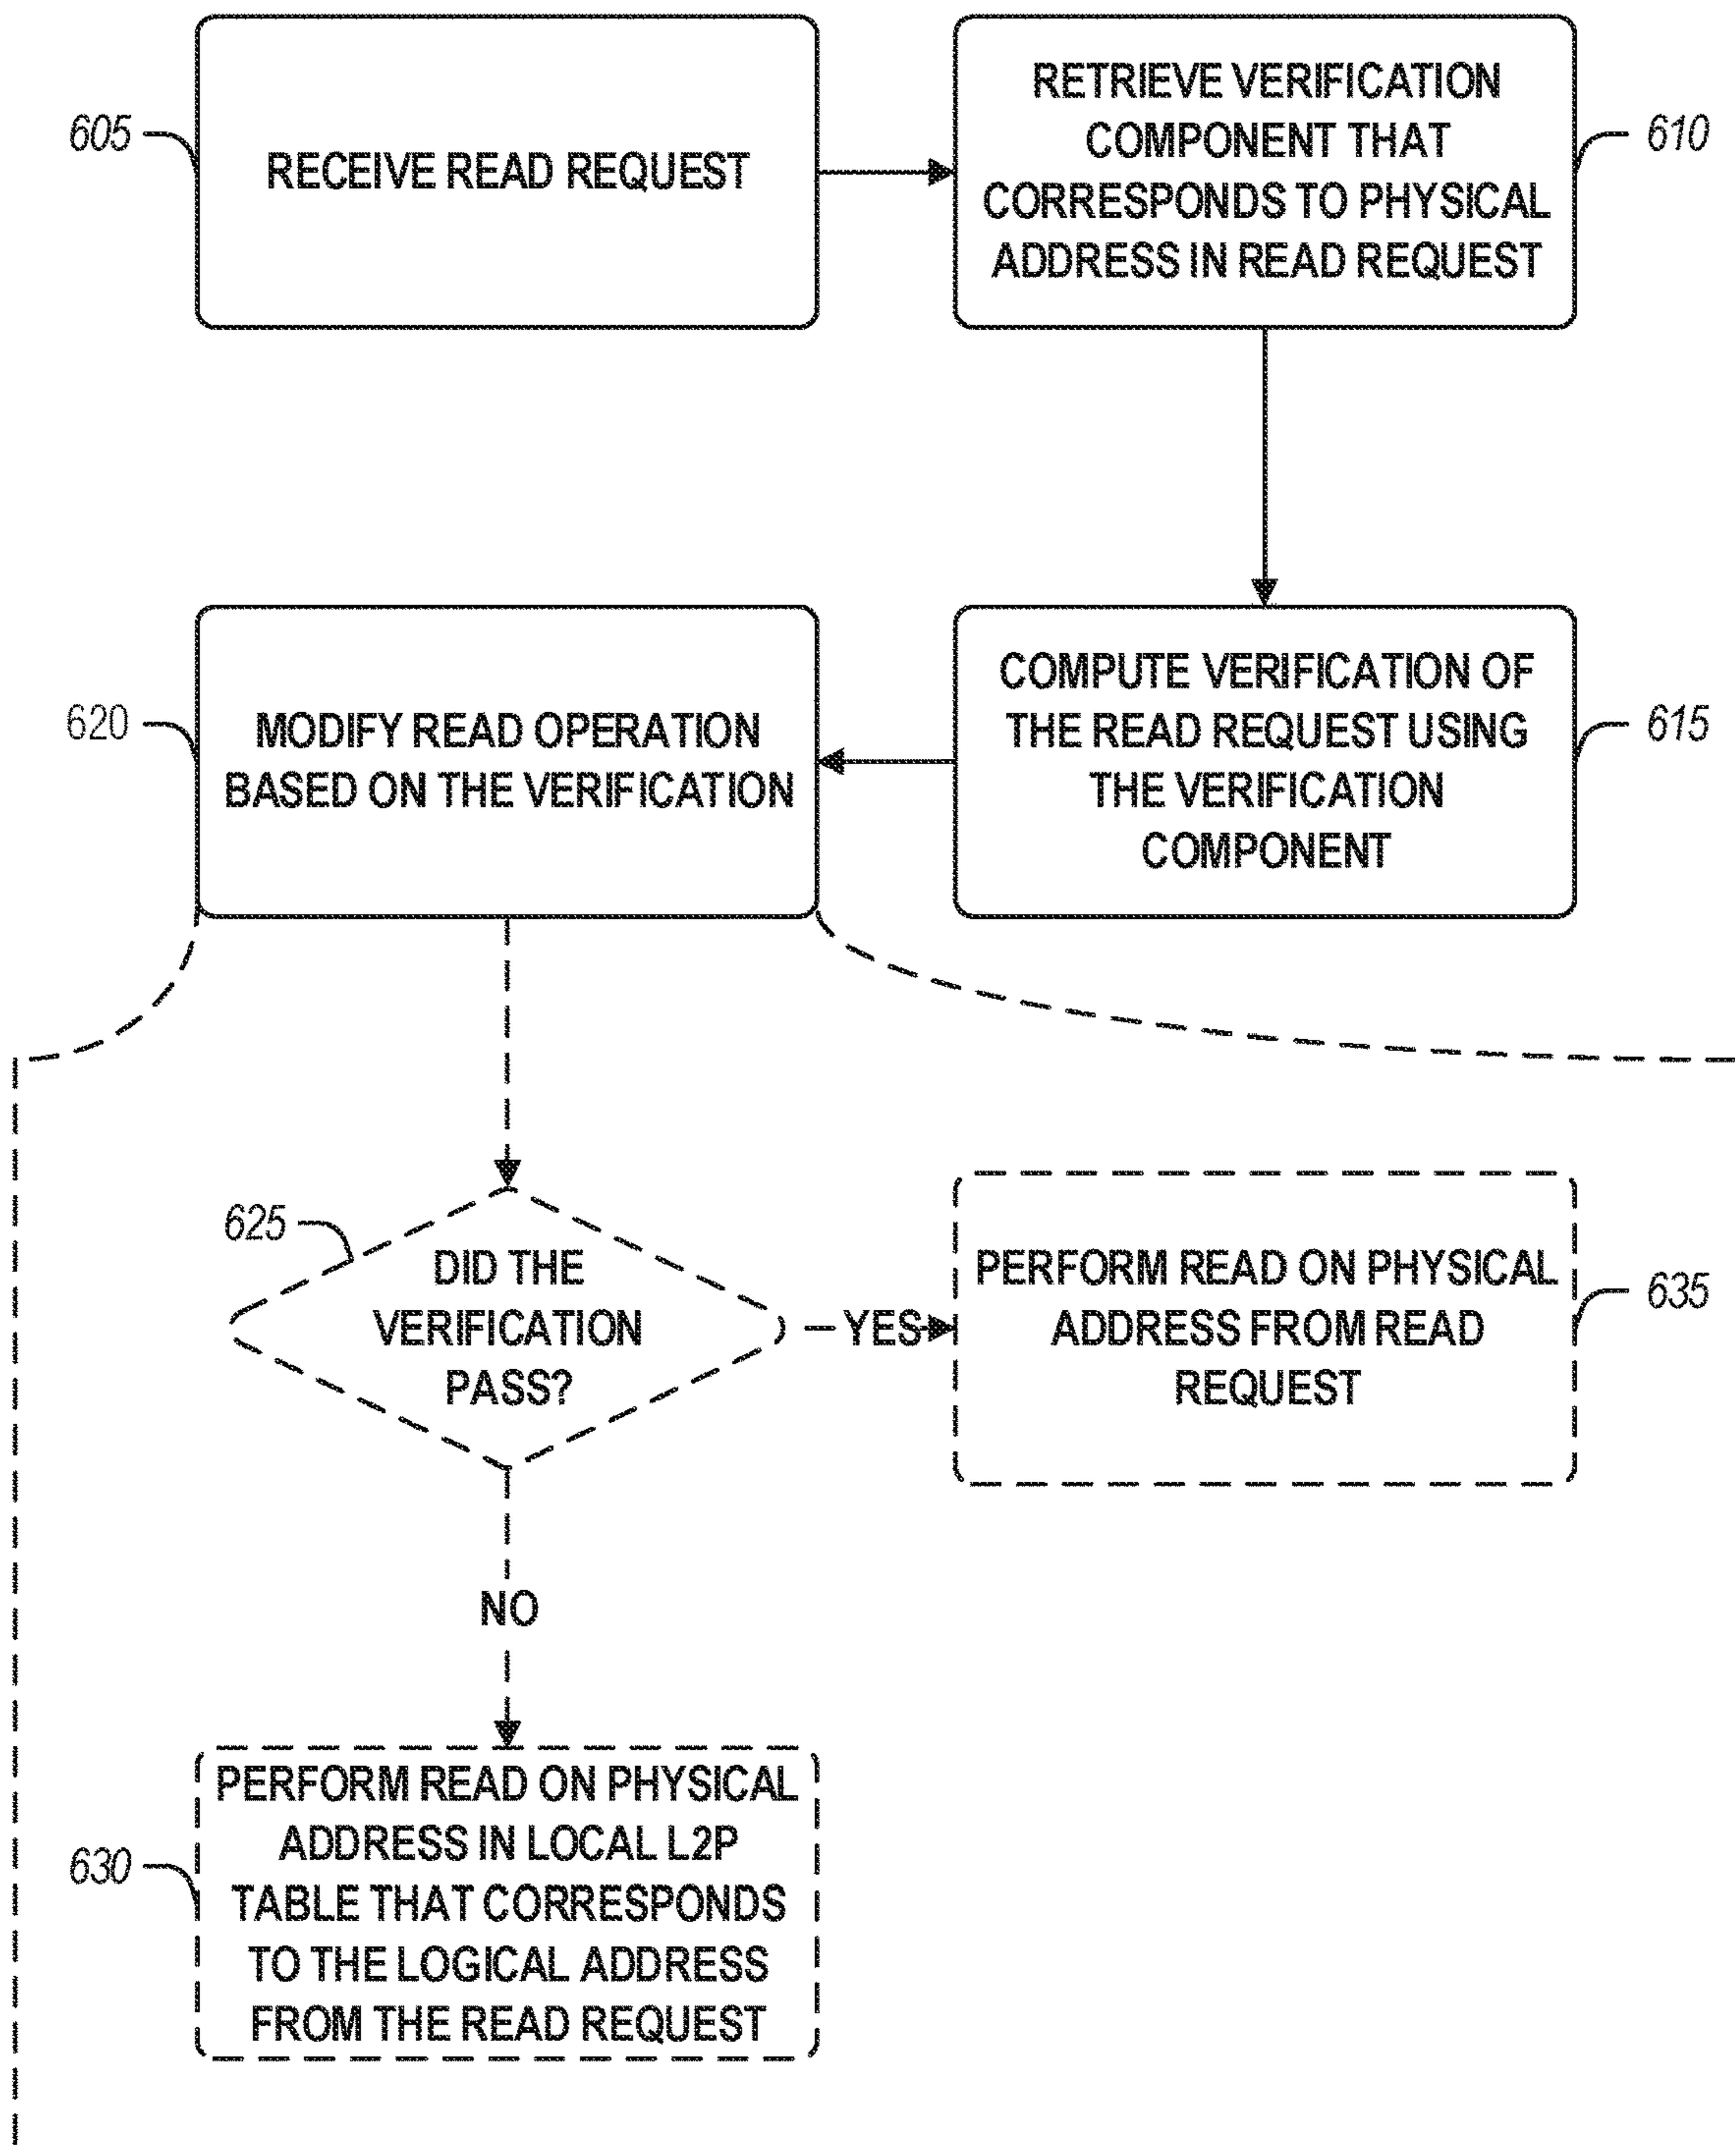 605
RECEIVE READ REQUEST
RETRIEVE VERIFICATION
COMPONENT THAT
CORRESPONDS TO PHYSICAL
ADDRESS IN READ REQUEST
610
620
MODIFY READ OPERATION
BASED ON THE VERIFICATION
COMPUTE VERIFICATION OF
THE READ REQUEST USING
THE VERIFICATION
COMPONENT
615
625
DID THE
VERIFICATION
PASS?
YES
PERFORM READ ON PHYSICAL
ADDRESS FROM READ
REQUEST
635
NO
630
PERFORM READ ON PHYSICAL
ADDRESS IN LOCAL L2P
TABLE THAT CORRESPONDS
TO THE LOGICAL ADDRESS
FROM THE READ REQUEST